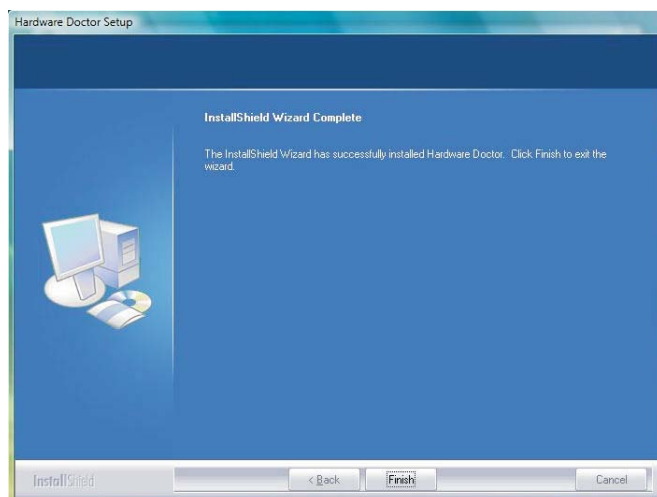 Hardware Doctor Setup
InstallShield Wizard Complete
The InstallShield Wizard has successfully installed Hardware Doctor. Click Finish to exit the
wizard.
InstallShield
< Back
Finish
Cancel